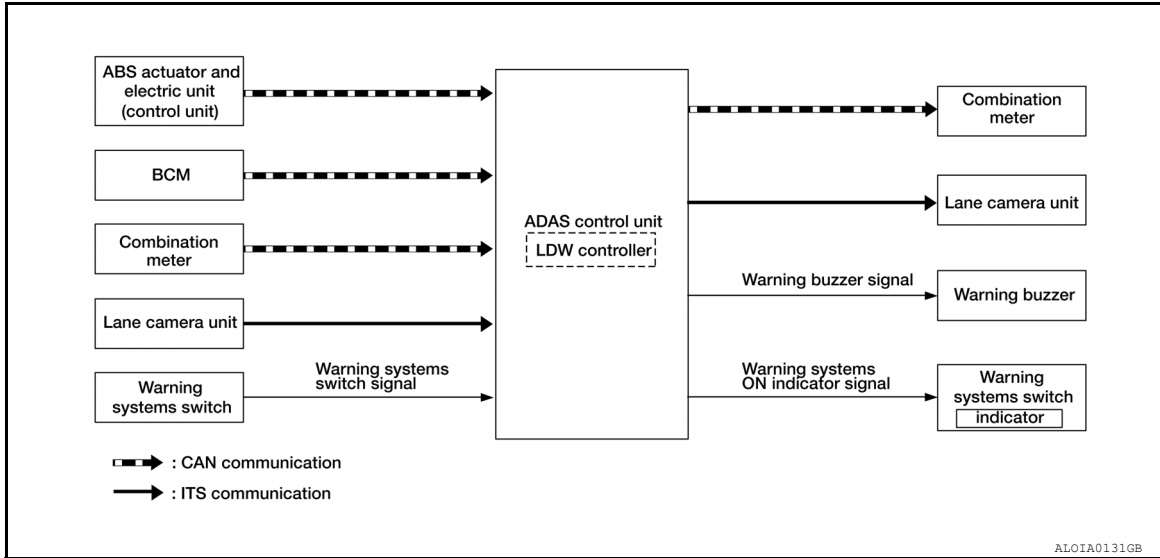 ABS actuator and
electric unit
(control unit)
BCM
Combination
meter
Lane camera unit
Warning
systems switch
Warning systems
switch signal
ADAS control unit
LDW controller
Warning buzzer signal
Warning systems
ON indicator signal
Combination
meter
Lane camera unit
Warning buzzer
Warning
systems switch
indicator
: CAN communication
: ITS communication
ALOIA0131GB